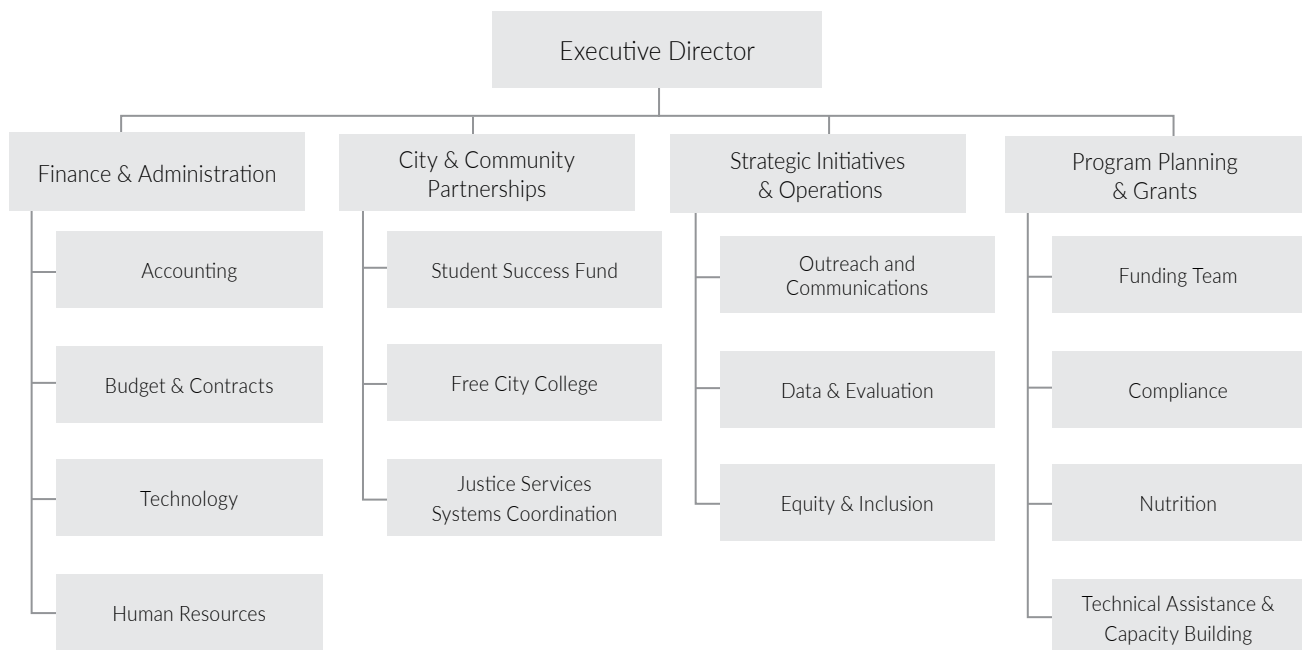 Executive Director
Finance & Administration
Accounting
Budget & Contracts
Technology
Human Resources
City & Community
Partnerships
Student Success Fund
Free City College
Justice Services
Systems Coordination
Strategic Initiatives
& Operations
Outreach and
Communications
Data & Evaluation
Equity & Inclusion
Program Planning
& Grants
Funding Team
Compliance
Nutrition
Technical Assistance &
Capacity Building